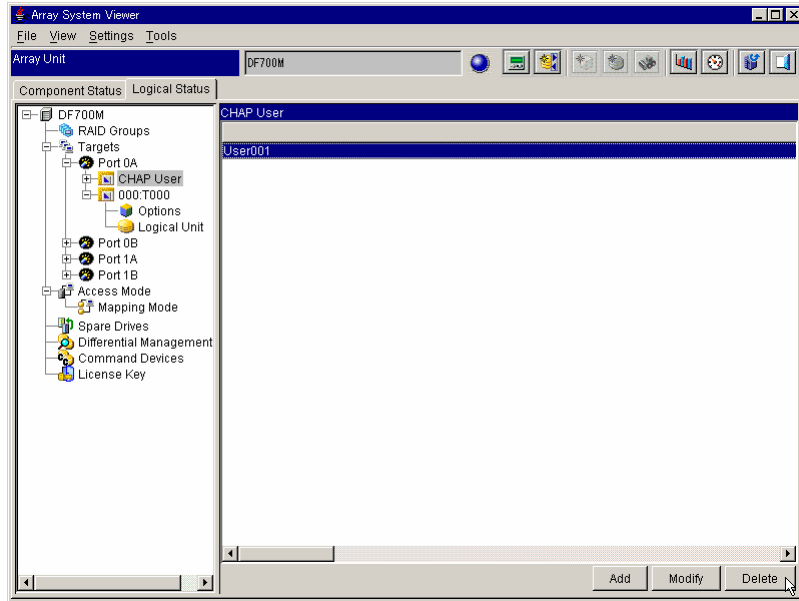 Array System Viewer
File View Settings Tools
Array Unit
DF700M
Component Status
Logical Status
DF700M
RAID Groups
Targets
Port 0A
CHAP User
000:T000
Options
Logical Unit
Port 0B
Port 1A
Port 1B
Access Mode
Mapping Mode
Spare Drives
Differential Management
Command Devices
License Key
CHAP User
User001
Add
Modify
Delete